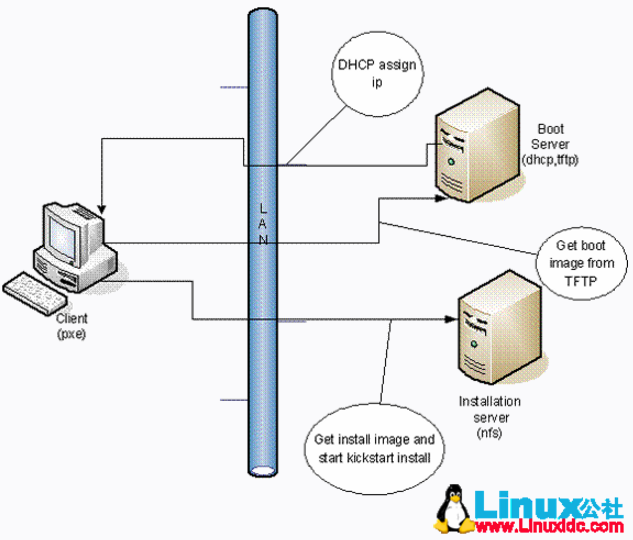 DHCP assign
ip
Boot
Server
(dhcp,tftp)
L
A
N
Get boot
image from
TFTP
Client
(pxe)
Installation
server
(nfs)
Get install image and
start kickstart install
Linux公社
www.Linuxidc.com